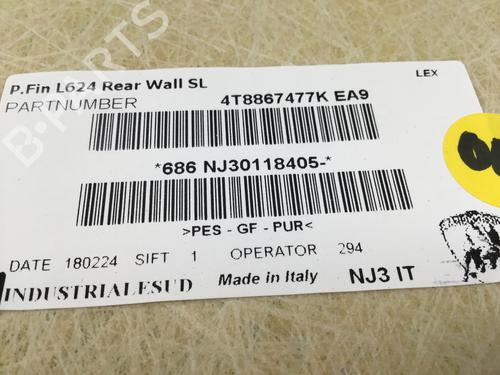 P.Fin L624 Rear Wall SL
LEX
PARTNUMBER 4T8867477K EA9
*686 NJ30118405-*
>PES - GF - PUR<
DATE 180224 SIFT 1 OPERATOR 294
INDUSTRIALESUD Made in Italy NJ3 IT
B-PARTS